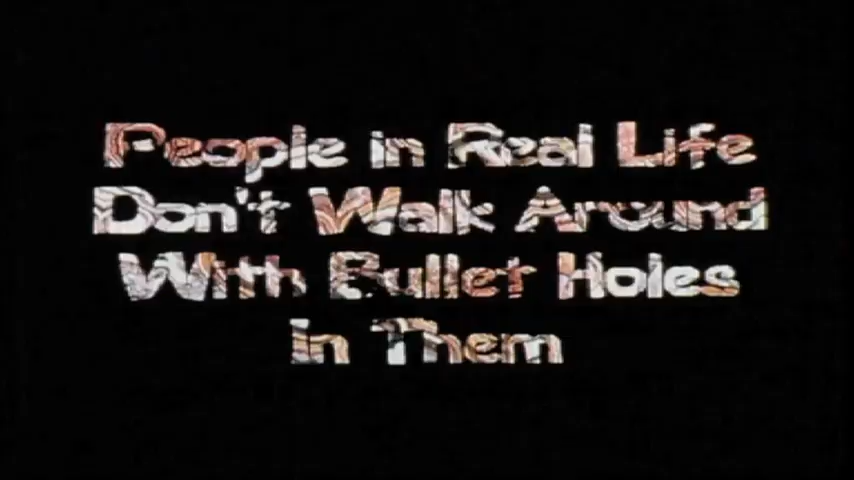 People in Real Life
Don't Walk Around
With Bullet Holes
in Them